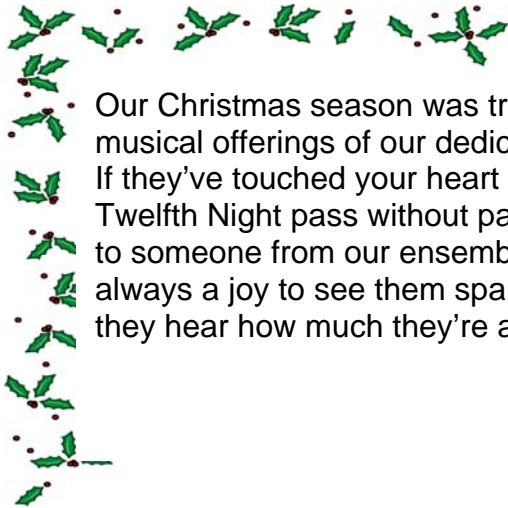 Our Christmas season was tr
musical offerings of our dedic
If they've touched your heart
Twelfth Night pass without pa
to someone from our ensemb
always a joy to see them spa
they hear how much they're a